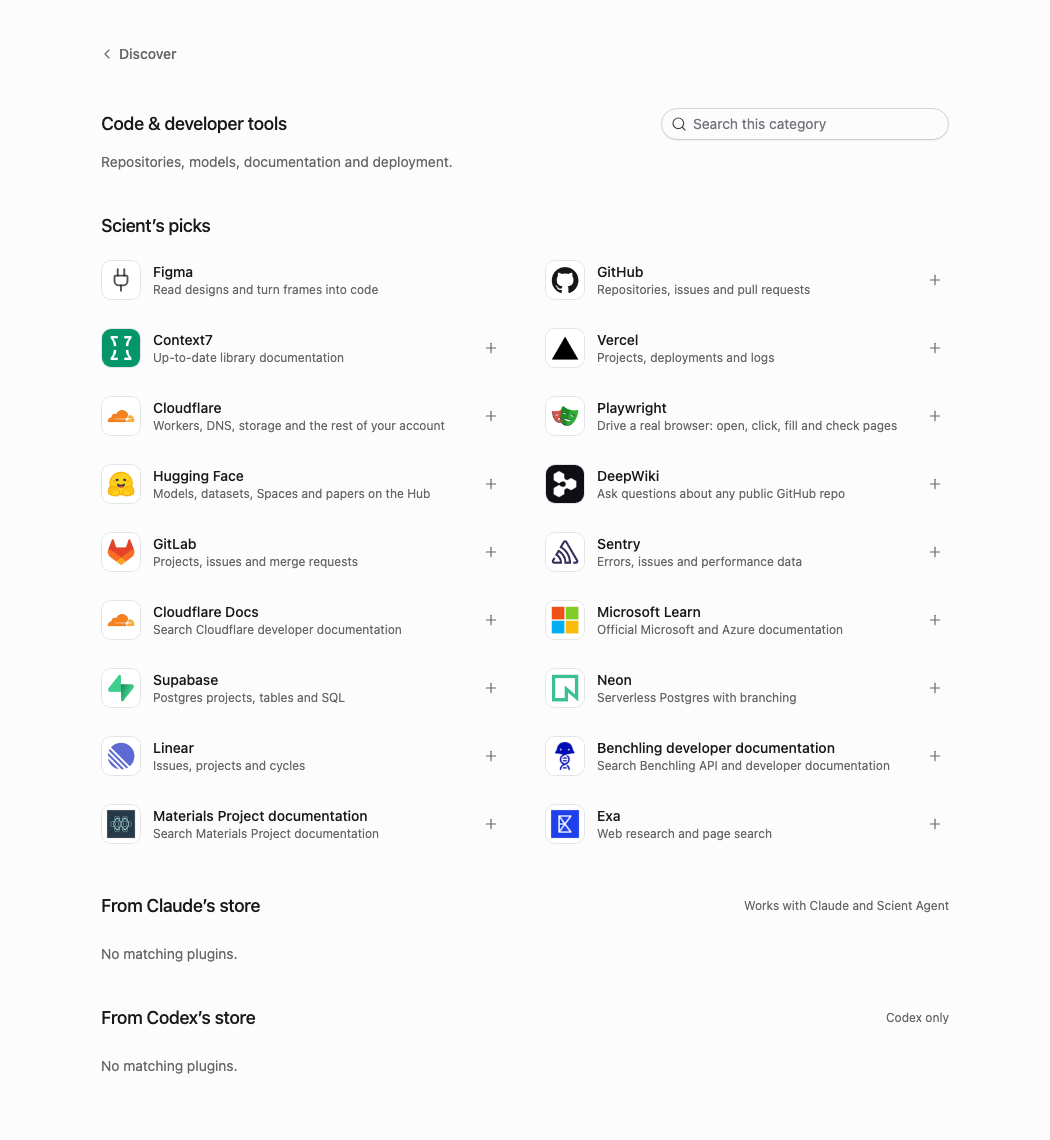 Discover
Code & developer tools
Search this category
Repositories, models, documentation and deployment.
Scient’s picks
Figma
Read designs and turn frames into code
GitHub
Repositories, issues and pull requests
Context7
Up-to-date library documentation
Vercel
Projects, deployments and logs
Cloudflare
Workers, DNS, storage and the rest of your account
Playwright
Drive a real browser: open, click, fill and check pages
Hugging Face
Models, datasets, Spaces and papers on the Hub
DeepWiki
Ask questions about any public GitHub repo
GitLab
Projects, issues and merge requests
Sentry
Errors, issues and performance data
Cloudflare Docs
Search Cloudflare developer documentation
Microsoft Learn
Official Microsoft and Azure documentation
Supabase
Postgres projects, tables and SQL
Neon
Serverless Postgres with branching
Linear
Issues, projects and cycles
Benchling developer documentation
Search Benchling API and developer documentation
Materials Project documentation
Search Materials Project documentation
Exa
Web research and page search
From Claude’s store
Works with Claude and Scient Agent
No matching plugins.
From Codex’s store
Codex only
No matching plugins.